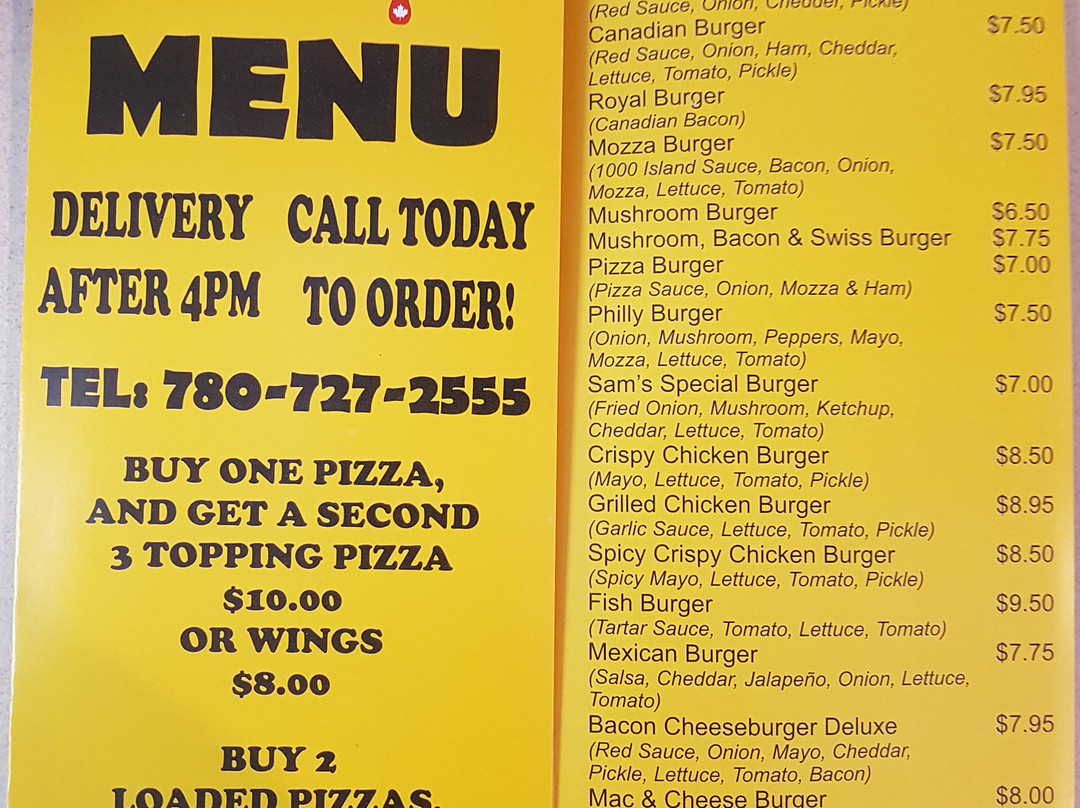 MENU
DELIVERY CALL TODAY
AFTER 4PM TO ORDER!
TEL: 780-727-2555
BUY ONE PIZZA,
AND GET A SECOND
3 TOPPING PIZZA
$10.00
OR WINGS
$8.00
BUY 2
LOADED PIZZAS,
(Red Sauce, Onion, Cheddar, Pickle)
Canadian Burger $7.50
(Red Sauce, Onion, Ham, Cheddar,
Lettuce, Tomato, Pickle)
Royal Burger $7.95
(Canadian Bacon)
Mozza Burger $7.50
(1000 Island Sauce, Bacon, Onion,
Mozza, Lettuce, Tomato)
Mushroom Burger $6.50
Mushroom, Bacon & Swiss Burger $7.75
Pizza Burger $7.00
(Pizza Sauce, Onion, Mozza & Ham)
Philly Burger $7.50
(Onion, Mushroom, Peppers, Mayo,
Mozza, Lettuce, Tomato)
Sam's Special Burger $7.00
(Fried Onion, Mushroom, Ketchup,
Cheddar, Lettuce, Tomato)
Crispy Chicken Burger $8.50
(Mayo, Lettuce, Tomato, Pickle)
Grilled Chicken Burger $8.95
(Garlic Sauce, Lettuce, Tomato, Pickle)
Spicy Crispy Chicken Burger $8.50
(Spicy Mayo, Lettuce, Tomato, Pickle)
Fish Burger $9.50
(Tartar Sauce, Tomato, Lettuce, Tomato)
Mexican Burger $7.75
(Salsa, Cheddar, Jalapeño, Onion, Lettuce,
Tomato)
Bacon Cheeseburger Deluxe $7.95
(Red Sauce, Onion, Mayo, Cheddar,
Pickle, Lettuce, Tomato, Bacon)
Mac & Cheese Burger $8.00